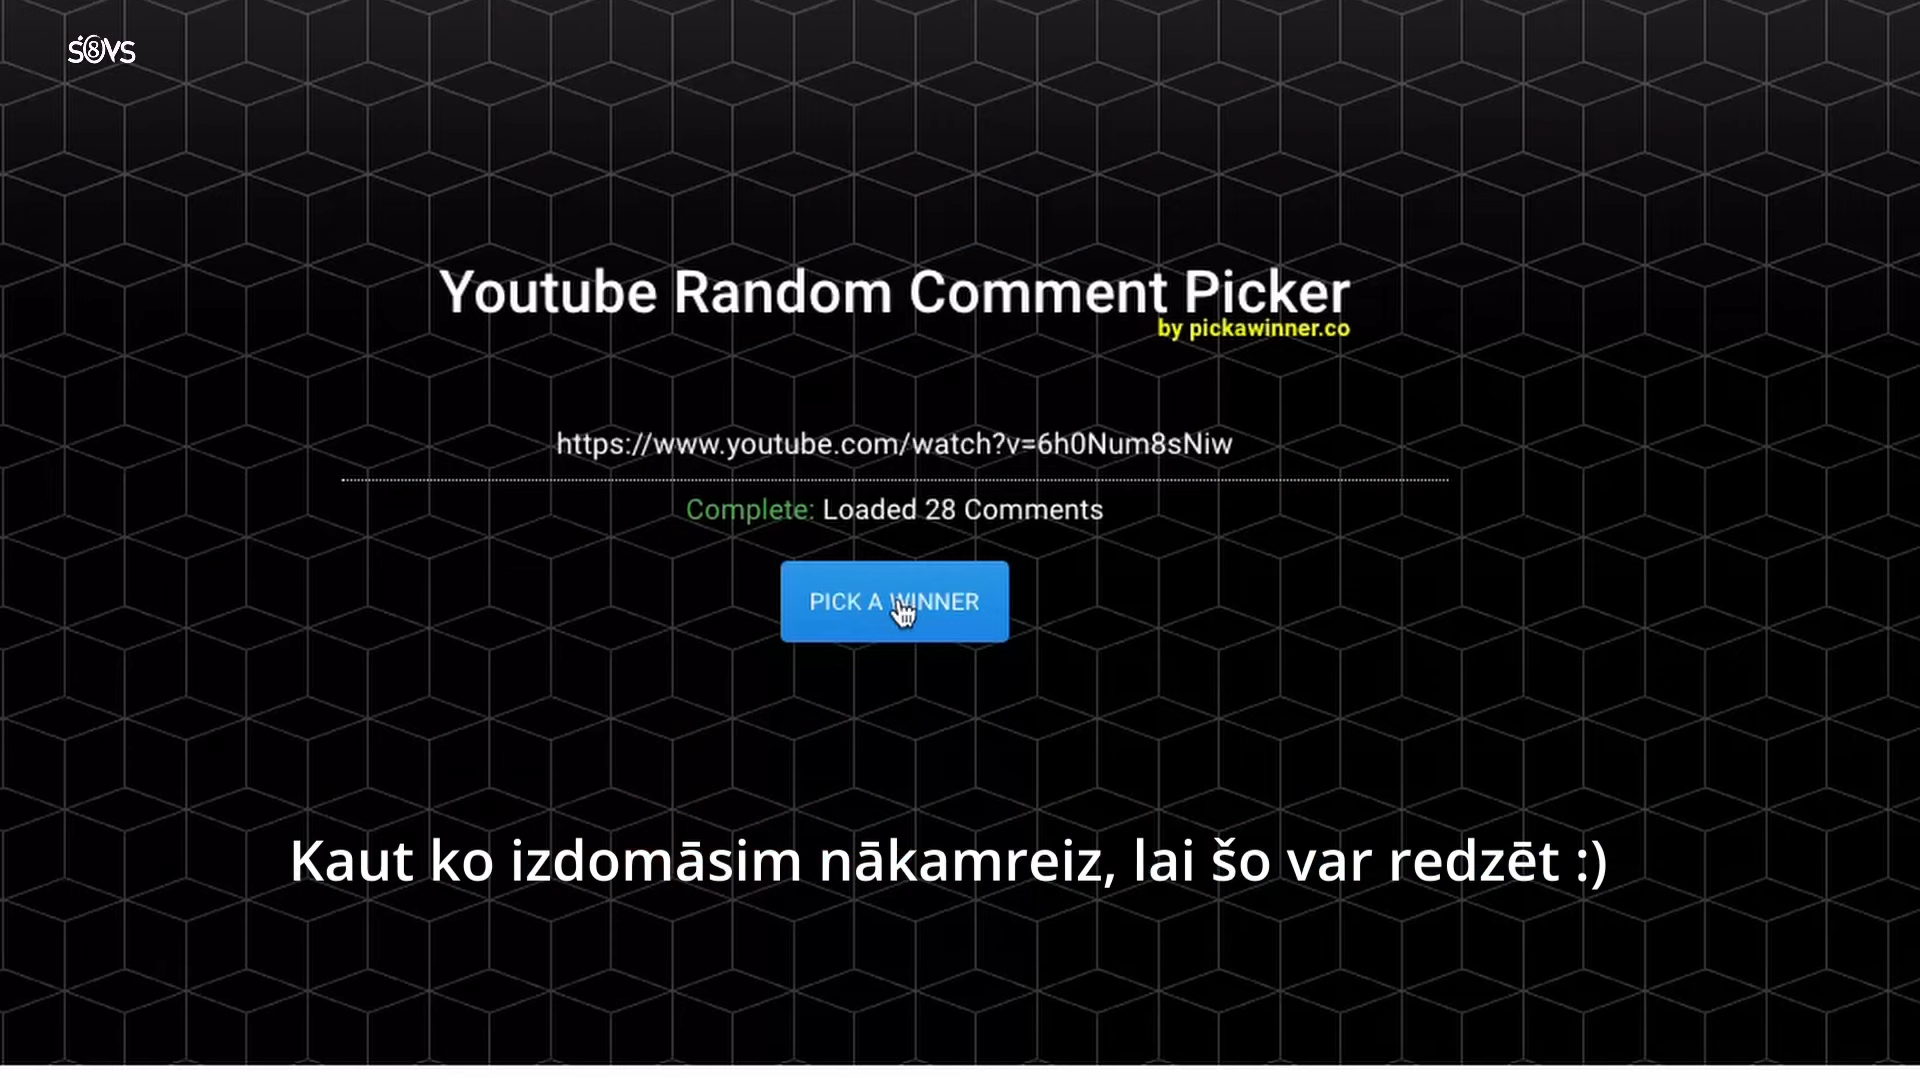 S8VS
Youtube Random Comment Picker
by pickawinner.co
https://www.youtube.com/watch?v=6h0Num8sNiw
Complete: Loaded 28 Comments
PICK A WINNER
Kaut ko izdomāsim nākamreiz, lai šo var redzēt :)